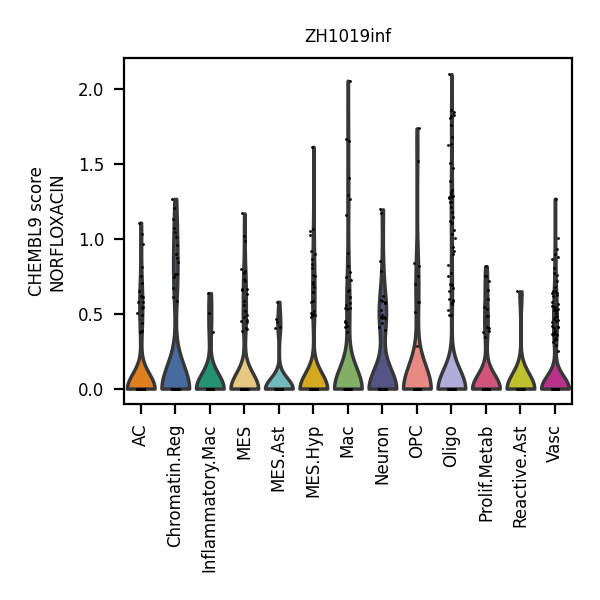 ZH1019inf
CHEMBL9 score
NORFLOXACIN
2.0
1.5
1.0
0.5
0.0
AC
Chromatin.Reg
Inflammatory.Mac
MES
MES.Ast
MES.Hyp
Mac
Neuron
OPC
Oligo
Prolif.Metab
Reactive.Ast
Vasc